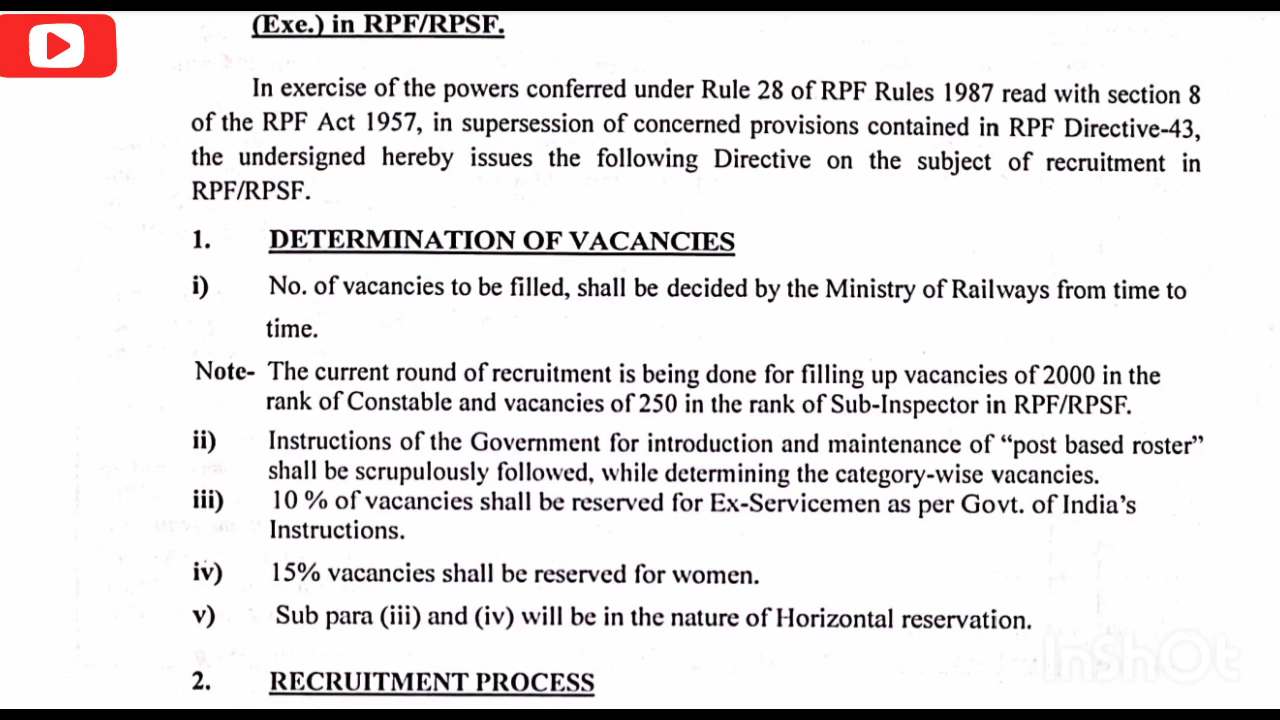 (Exe.) in RPF/RPSF.
In exercise of the powers conferred under Rule 28 of RPF Rules 1987 read with section 8
of the RPF Act 1957, in supersession of concerned provisions contained in RPF Directive-43,
the undersigned hereby issues the following Directive on the subject of recruitment in
RPF/RPSF.
1. DETERMINATION OF VACANCIES
i) No. of vacancies to be filled, shall be decided by the Ministry of Railways from time to
time.
Note- The current round of recruitment is being done for filling up vacancies of 2000 in the
rank of Constable and vacancies of 250 in the rank of Sub-Inspector in RPF/RPSF.
ii) Instructions of the Government for introduction and maintenance of “post based roster”
shall be scrupulously followed, while determining the category-wise vacancies.
iii) 10 % of vacancies shall be reserved for Ex-Servicemen as per Govt. of India’s
Instructions.
iv) 15% vacancies shall be reserved for women.
v) Sub para (iii) and (iv) will be in the nature of Horizontal reservation.
InShOt
2. RECRUITMENT PROCESS